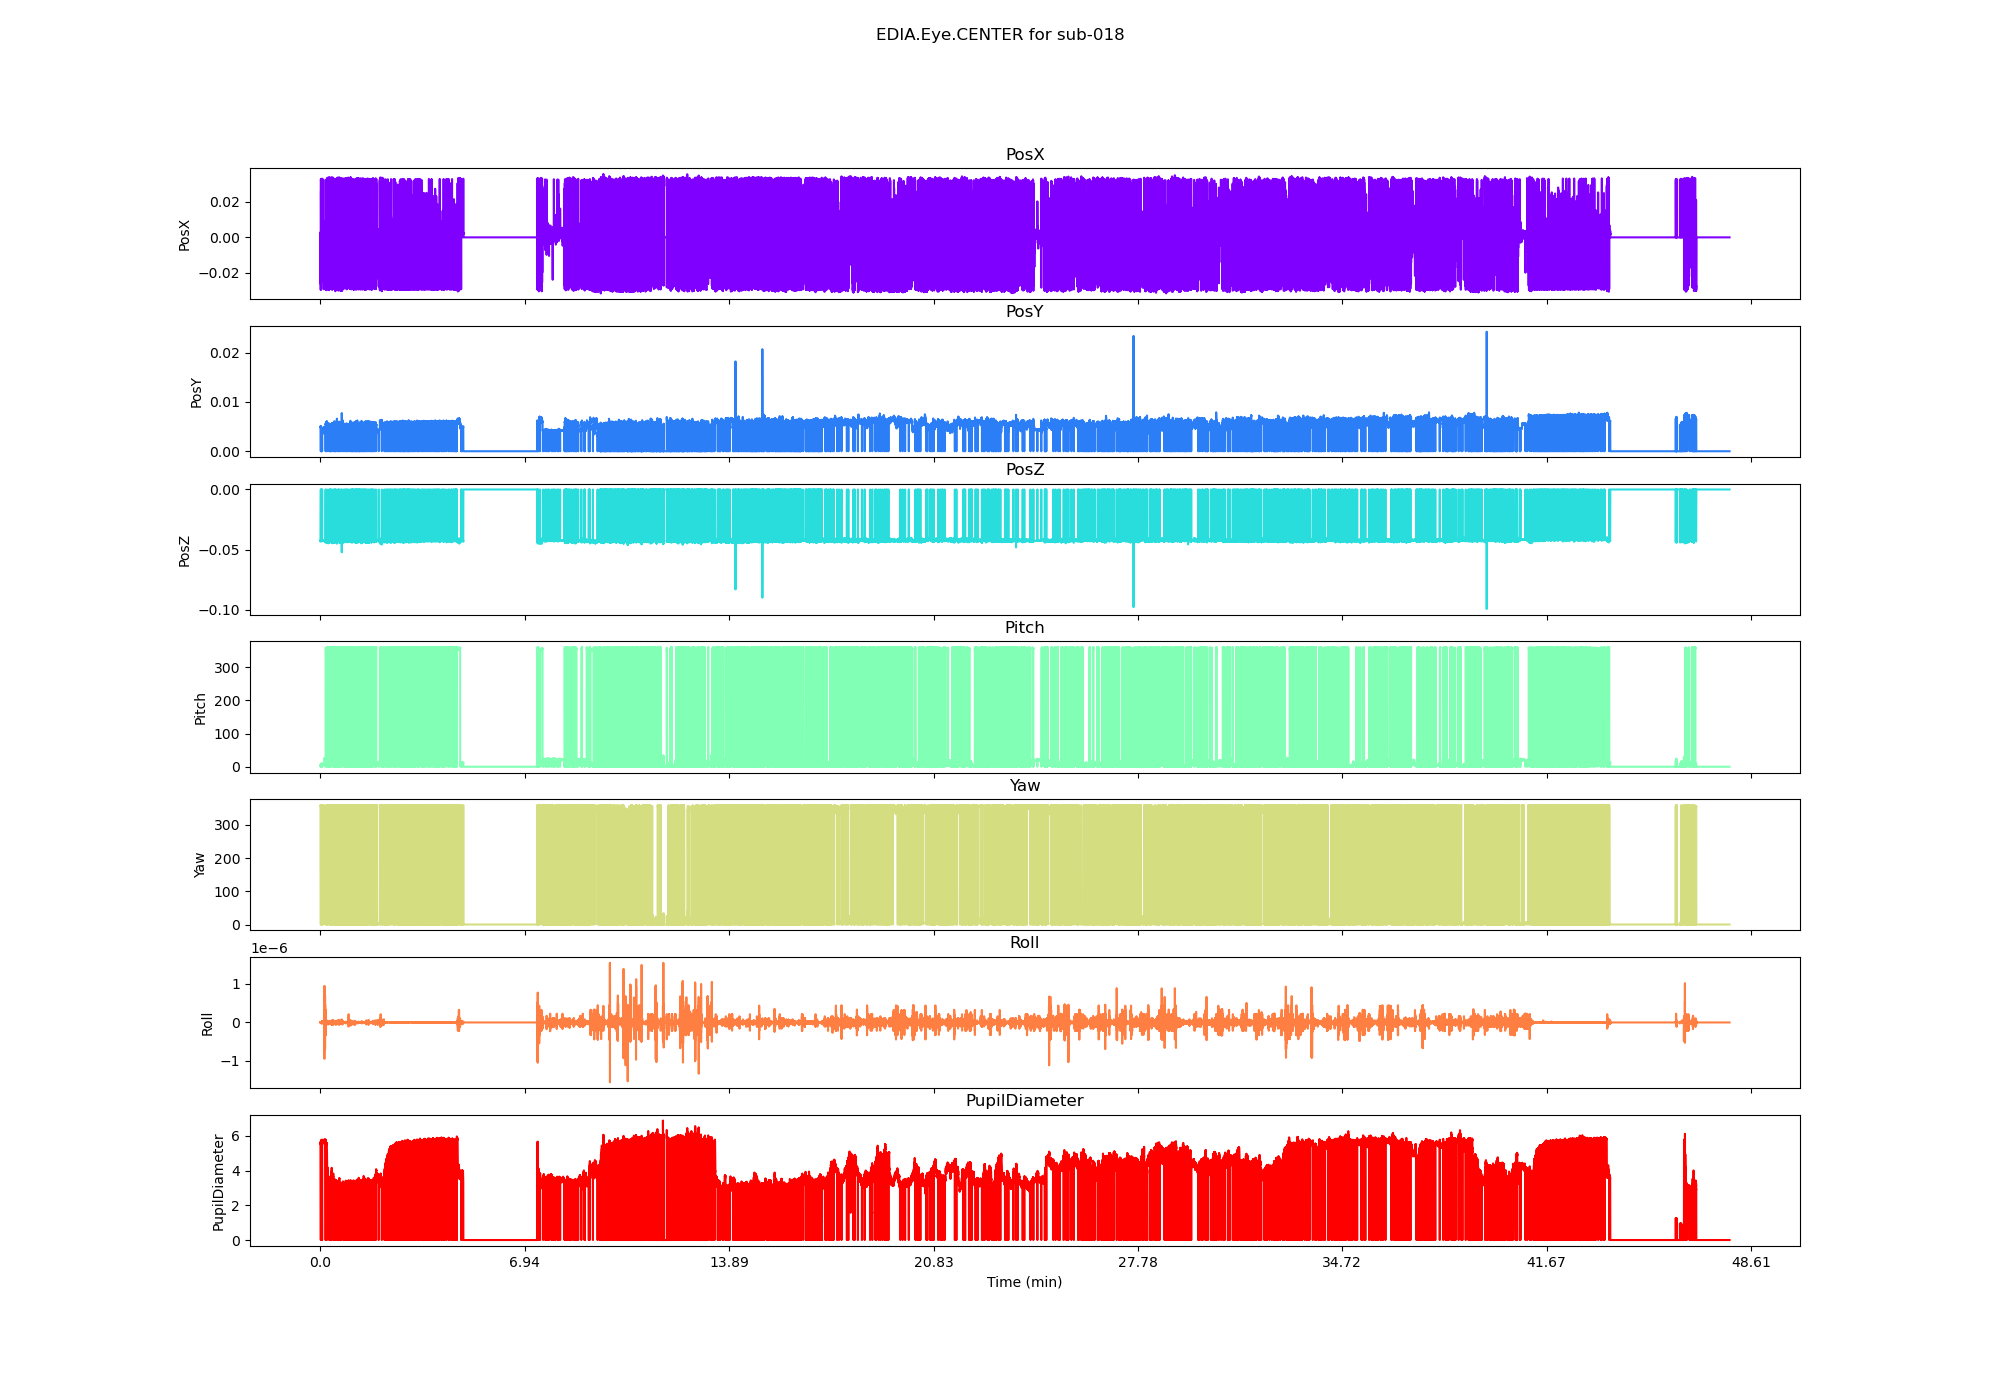 EDIA.Eye.CENTER for sub-018
PosX
PosX
0.02
0.00
−0.02
PosY
PosY
0.02
0.01
0.00
PosZ
PosZ
0.00
−0.05
−0.10
Pitch
Pitch
300
200
100
0
Yaw
Yaw
300
200
100
0
1e−6
Roll
Roll
1
0
−1
PupilDiameter
PupilDiameter
6
4
2
0
0.0 6.94 13.89 20.83 27.78 34.72 41.67 48.61
Time (min)